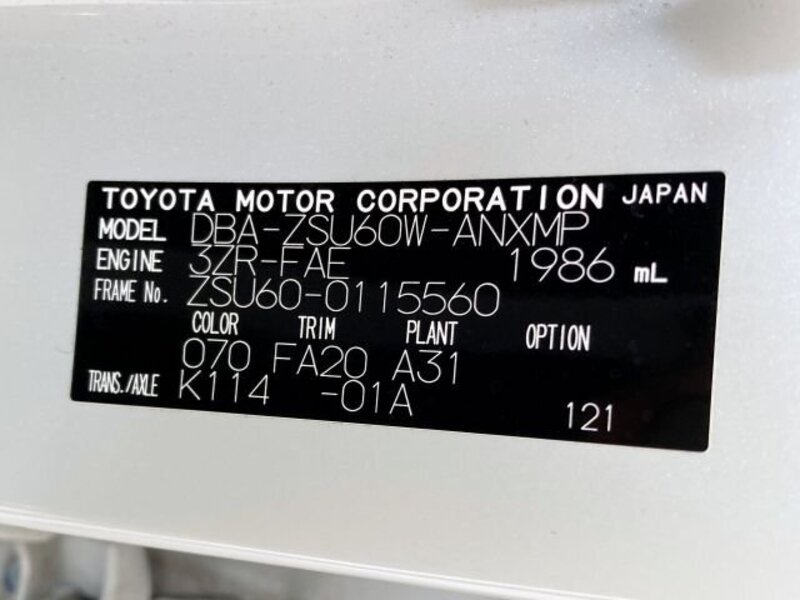 TOYOTA MOTOR CORPORATION JAPAN
MODEL DBA-ZSU60W-ANXMP
ENGINE 3ZR-FAE 1986 mL
FRAME No. ZSU60-0115560
COLOR TRIM PLANT OPTION
070 FA20 A31
TRANS./AXLE K114 -01A
121